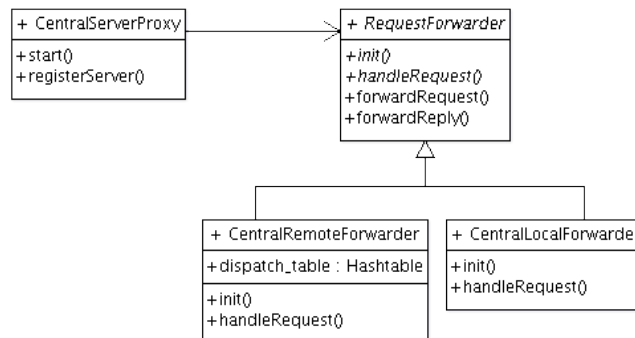 + CentralServerProxy
+start()
+registerServer()
+ RequestForwarder
+init()
+handleRequest()
+forwardRequest()
+forwardReply()
+ CentralRemoteForwarder
+dispatch_table : Hashtable
+init()
+handleRequest()
+ CentralLocalForwarde
+init()
+handleRequest()